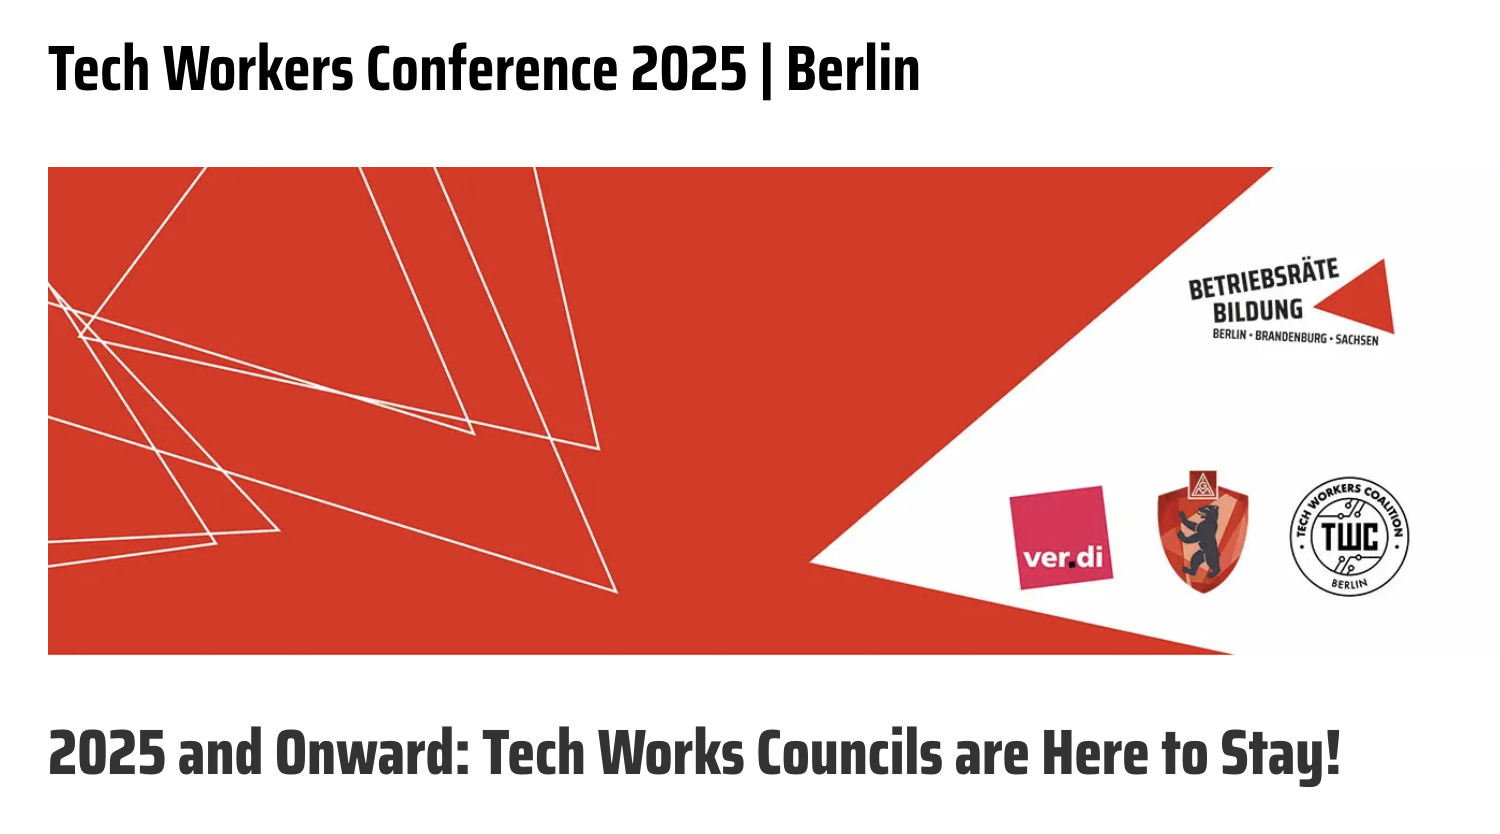 Tech Workers Conference 2025 | Berlin
BETRIEBSRÄTE
BILDUNG
BERLIN • BRANDENBURG • SACHSEN
ver.di
IGM
• TECH WORKERS COALITION •
TWC
BERLIN
2025 and Onward: Tech Works Councils are Here to Stay!